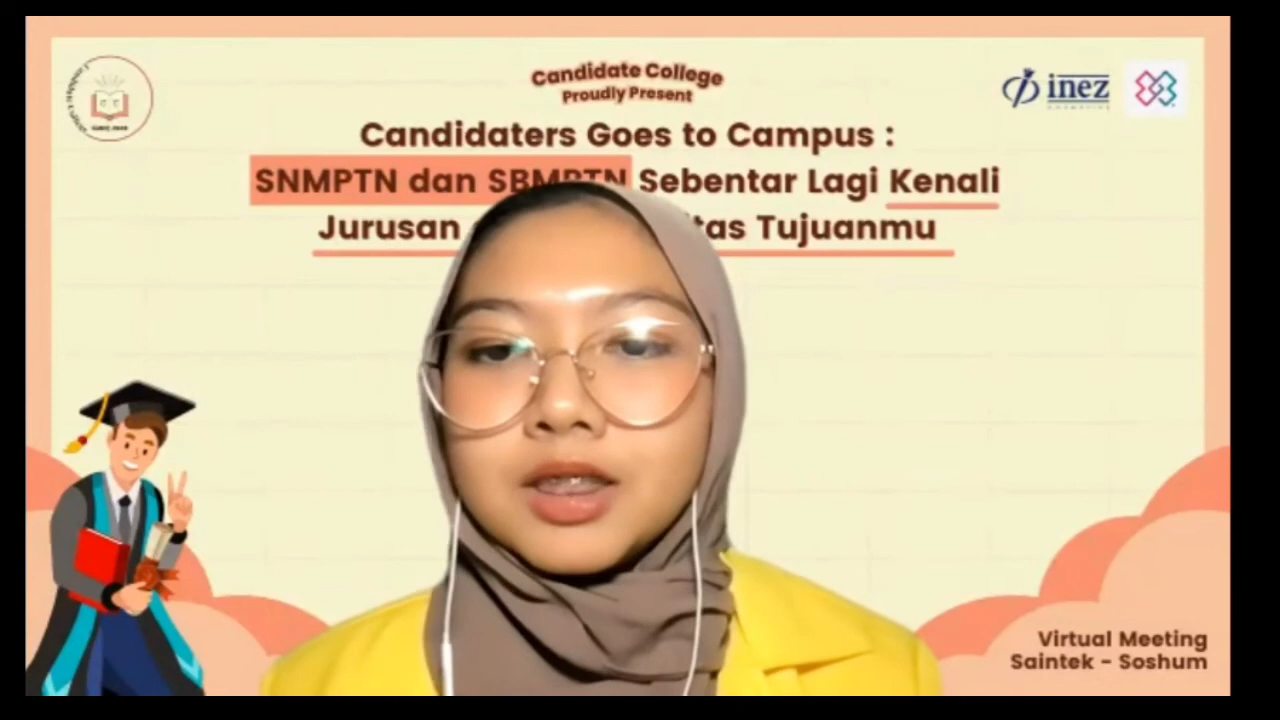 Candidate College
Proudly Present
Candidaters Goes to Campus :
SNMPTN dan SBMPTN Sebentar Lagi Kenali
Jurusan tas Tujuanmu
inez
Virtual Meeting
Saintek - Soshum